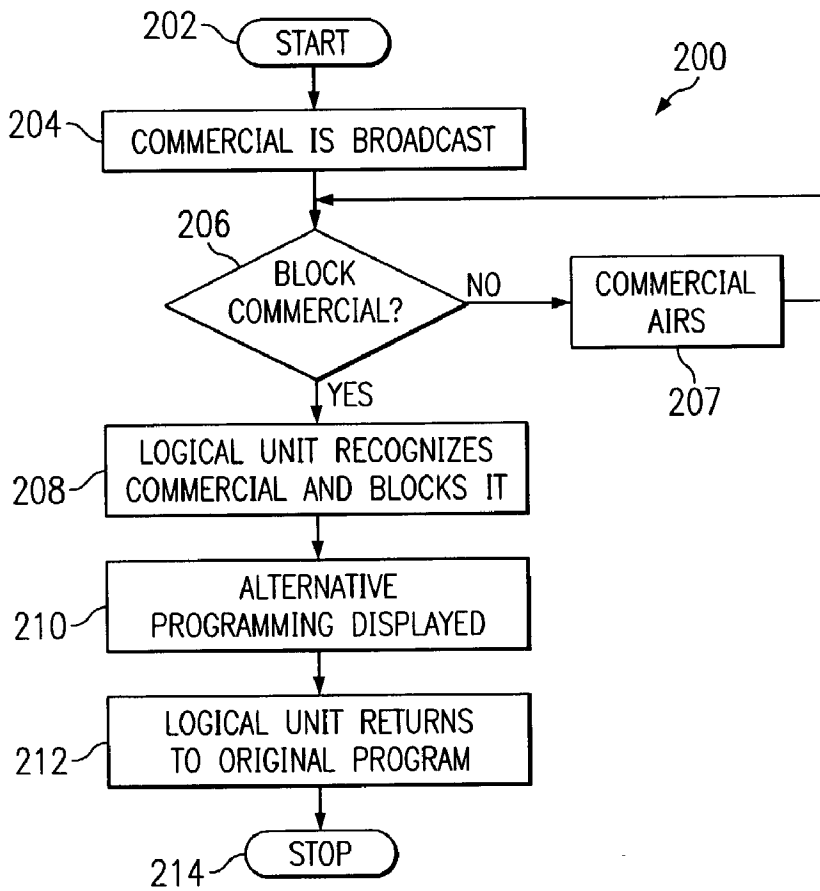 202
START
200
204
COMMERCIAL IS BROADCAST
206
BLOCK
COMMERCIAL?
NO
COMMERCIAL
AIRS
207
YES
208
LOGICAL UNIT RECOGNIZES
COMMERCIAL AND BLOCKS IT
210
ALTERNATIVE
PROGRAMMING DISPLAYED
212
LOGICAL UNIT RETURNS
TO ORIGINAL PROGRAM
214
STOP